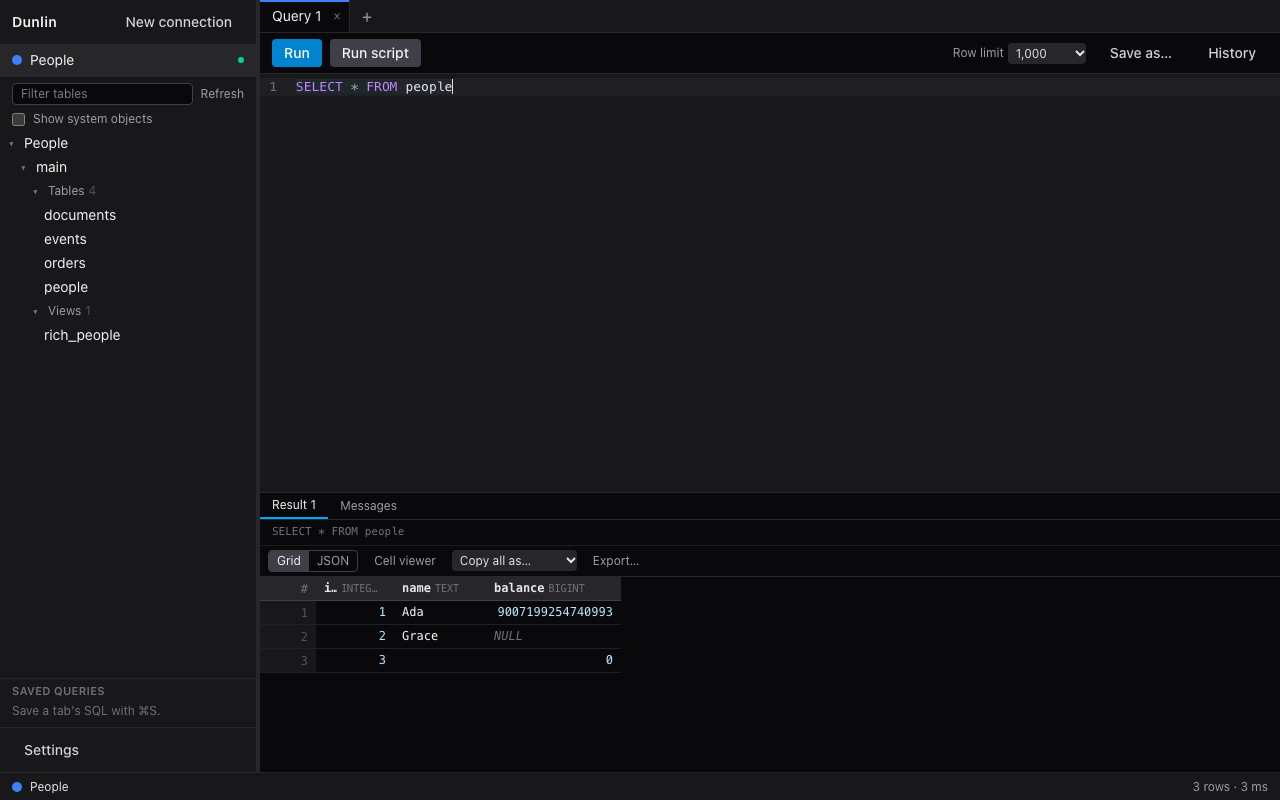 Dunlin New connection
People
Filter tables Refresh
Show system objects
People
main
Tables 4
documents
events
orders
people
Views 1
rich_people
SAVED QUERIES
Save a tab's SQL with ⌘S.
Settings
Query 1 × +
Run Run script Row limit 1,000 Save as... History
1 SELECT * FROM people
Result 1 Messages
SELECT * FROM people
Grid JSON Cell viewer Copy all as... Export...
# i… INTEG… name TEXT balance BIGINT
1 1 Ada 9007199254740993
2 2 Grace NULL
3 3 0
People 3 rows · 3 ms